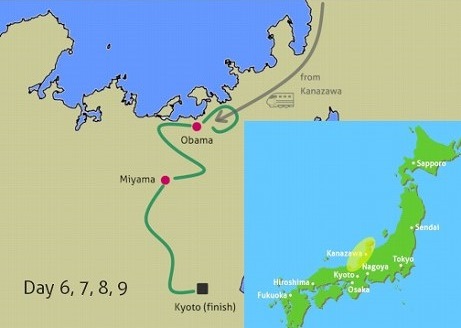 from
Kanazawa
Obama
Miyama
Day 6, 7, 8, 9
Kyoto (finish)
Sapporo
Sendai
Kanazawa
Tokyo
Nagoya
Kyoto
Hiroshima
Osaka
Fukuoka